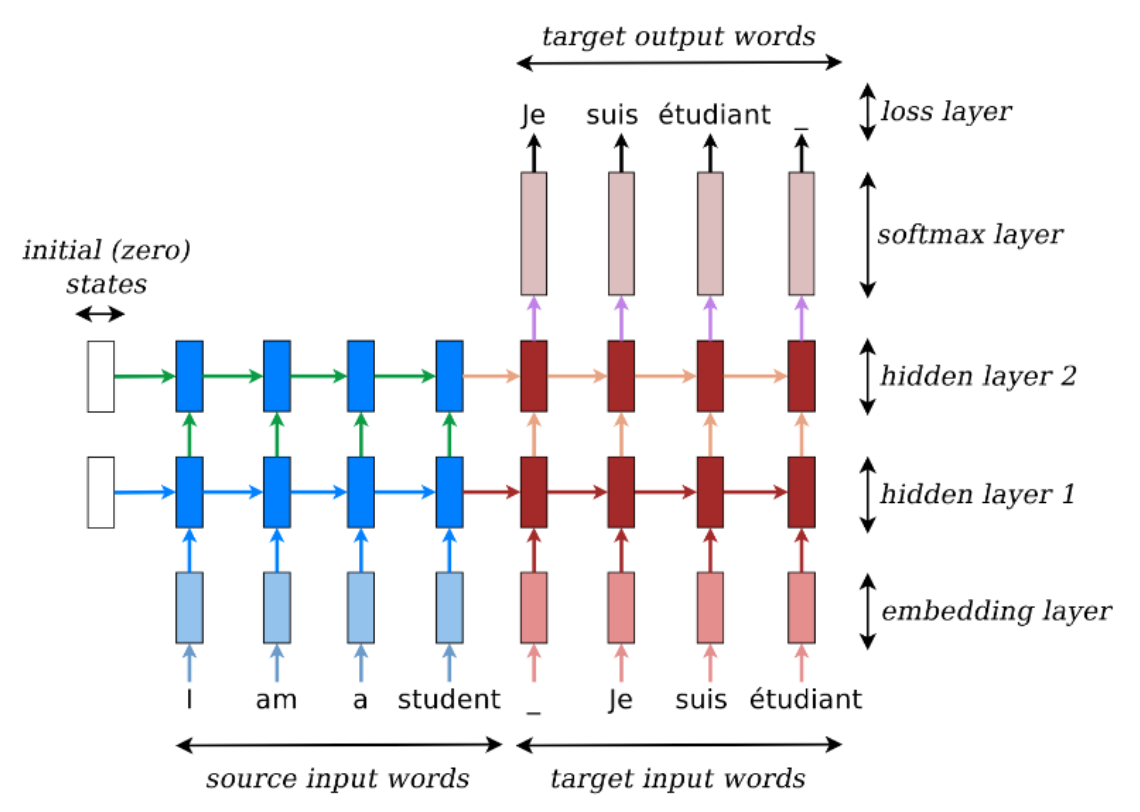 target output words
Je suis étudiant _
loss layer
softmax layer
initial (zero)
states
hidden layer 2
hidden layer 1
embedding layer
I am a student _ Je suis étudiant
source input words target input words